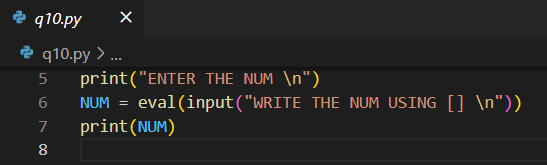 q10.py
q10.py > ...
5 print("ENTER THE NUM \n")
6 NUM = eval(input("WRITE THE NUM USING [] \n"))
7 print(NUM)
8